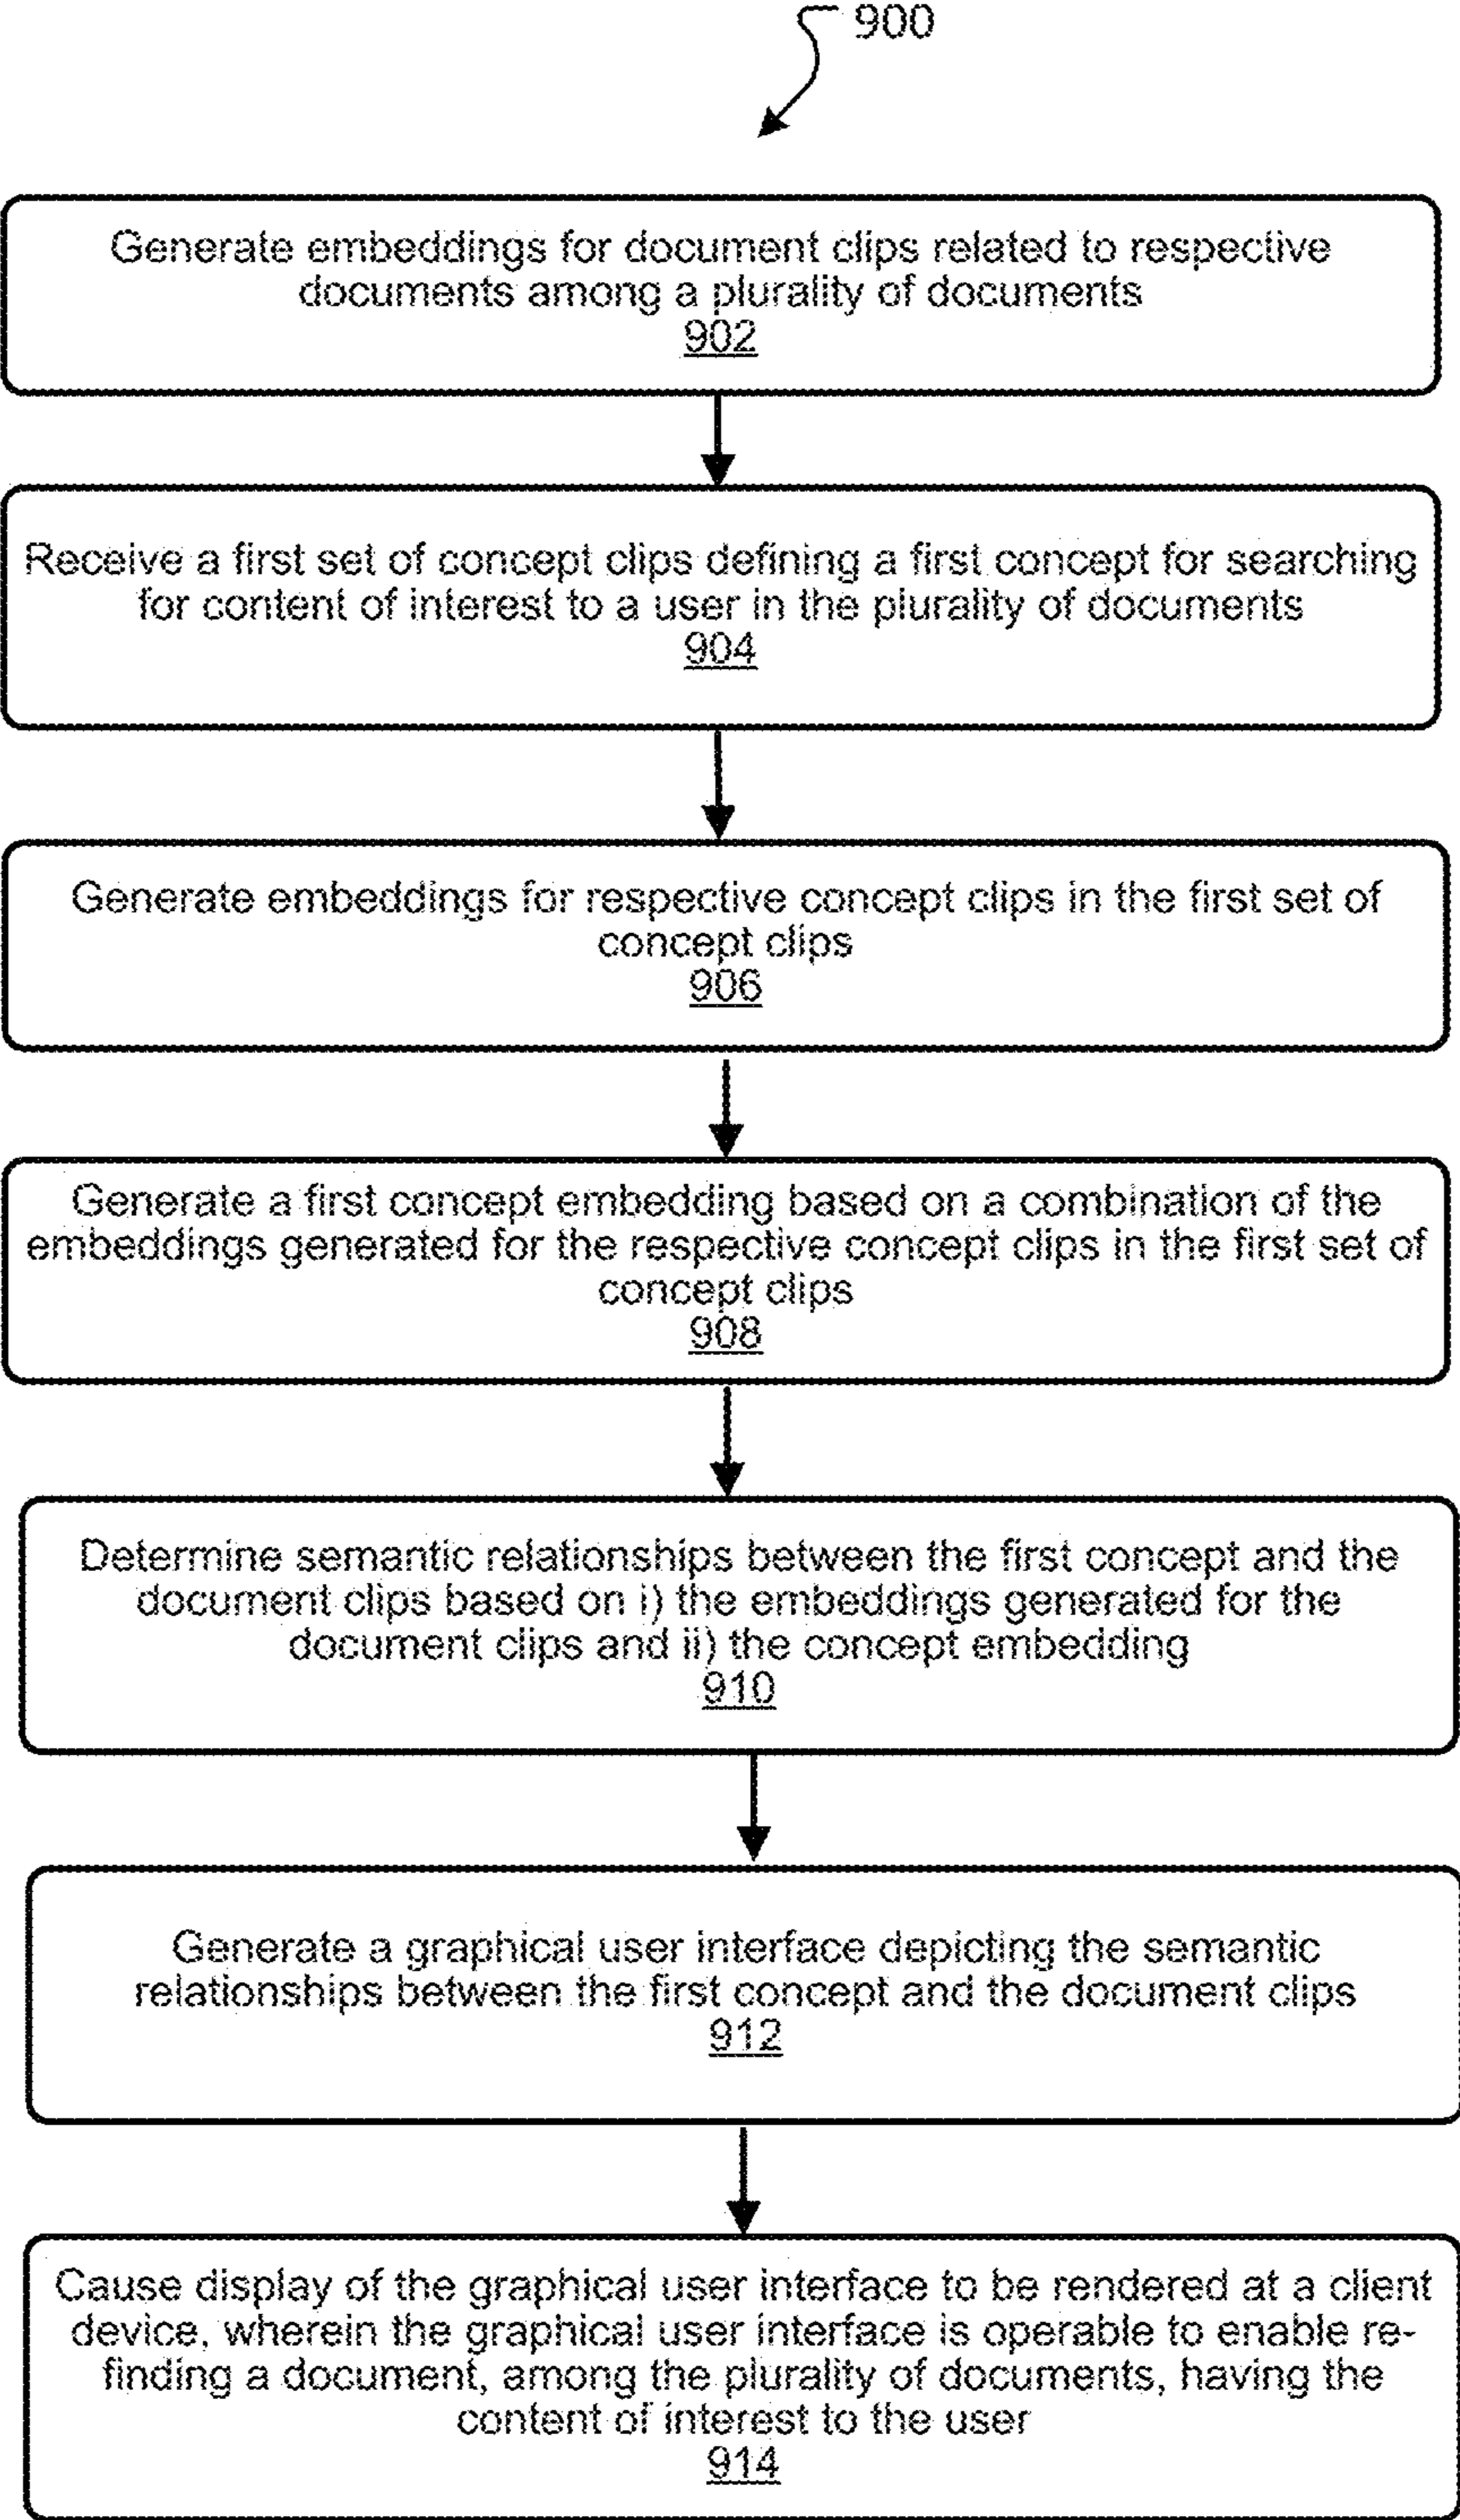 900
Generate embeddings for document clips related to respective
documents among a plurality of documents
902
Receive a first set of concept clips defining a first concept for searching
for content of interest to a user in the plurality of documents
904
Generate embeddings for respective concept clips in the first set of
concept clips
906
Generate a first concept embedding based on a combination of the
embeddings generated for the respective concept clips in the first set of
concept clips
908
Determine semantic relationships between the first concept and the
document clips based on i) the embeddings generated for the
document clips and ii) the concept embedding
910
Generate a graphical user interface depicting the semantic
relationships between the first concept and the document clips
912
Cause display of the graphical user interface to be rendered at a client
device, wherein the graphical user interface is operable to enable re-
finding a document, among the plurality of documents, having the
content of interest to the user
914